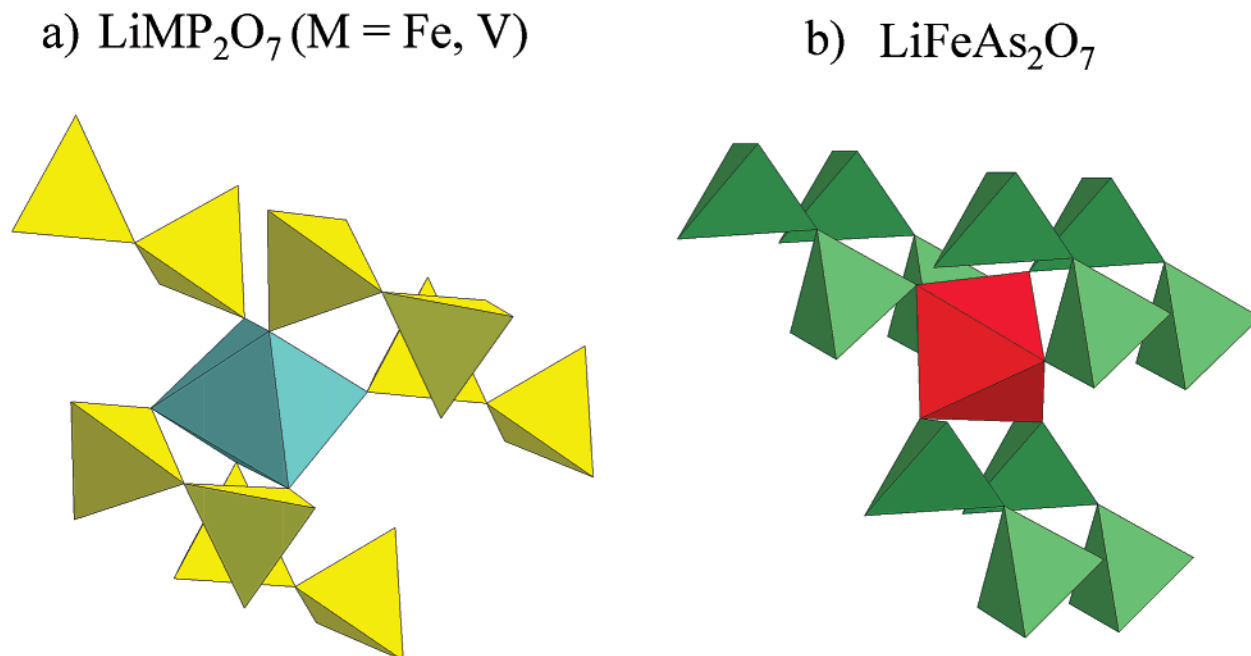 a) LiMP₂O₇ (M = Fe, V)
b) LiFeAs₂O₇